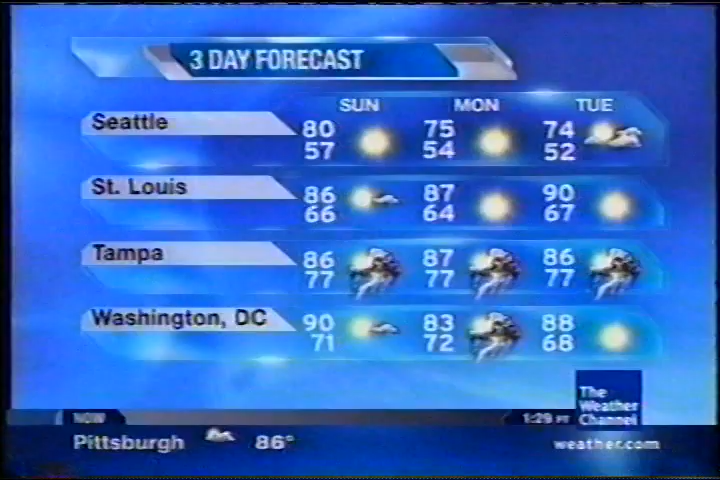 3 DAY FORECAST
SUN MON TUE
Seattle 80 75 74
57 54 52
St. Louis 86 87 90
66 64 67
Tampa 86 87 86
77 77 77
Washington, DC 90 83 88
71 72 68
The
Weather
Channel
NOW 1:29 PT
Pittsburgh 86° weather.com